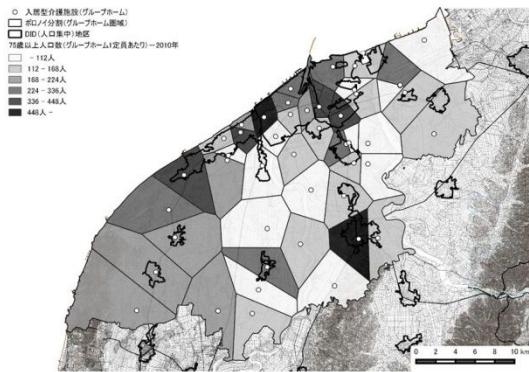 入居型介護施設(グループホーム)
ボロノイ分割(グループホーム圏域)
DID(人口集中)地区
75歳以上人口数(グループホーム1定員あたり)－2010年
- 112人
112 - 168人
168 - 224人
224 - 336人
336 - 448人
448人 -
0 2 4 6 8 10 km